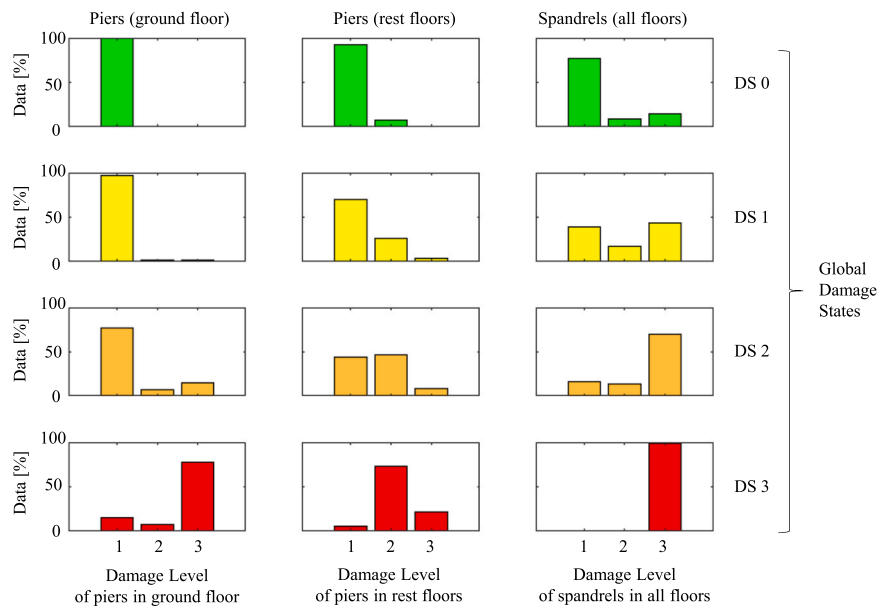 Piers (ground floor)
Piers (rest floors)
Spandrels (all floors)
Data [%]
100
50
0
DS 0
Data [%]
100
50
0
DS 1
Data [%]
100
50
0
DS 2
Data [%]
100
50
0
DS 3
Global
Damage
States
1 2 3
1 2 3
1 2 3
Damage Level
of piers in ground floor
Damage Level
of piers in rest floors
Damage Level
of spandrels in all floors